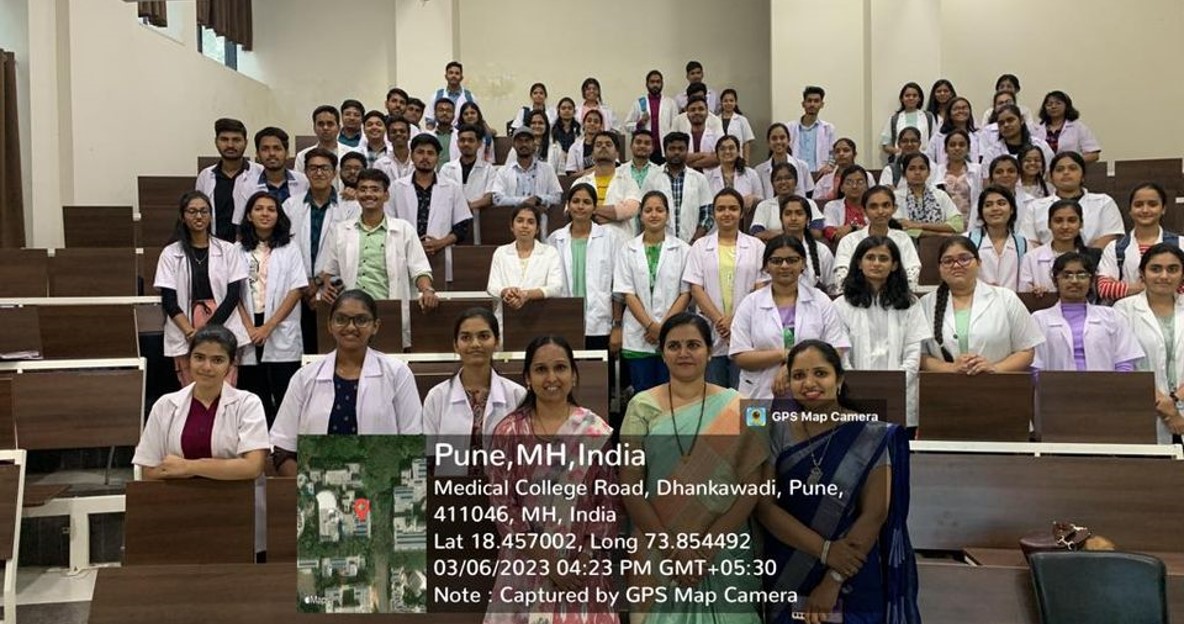 GPS Map Camera
Pune,MH,India
Medical College Road, Dhankawadi, Pune,
411046, MH, India
Lat 18.457002, Long 73.854492
03/06/2023 04:23 PM GMT+05:30
Note : Captured by GPS Map Camera
Maps